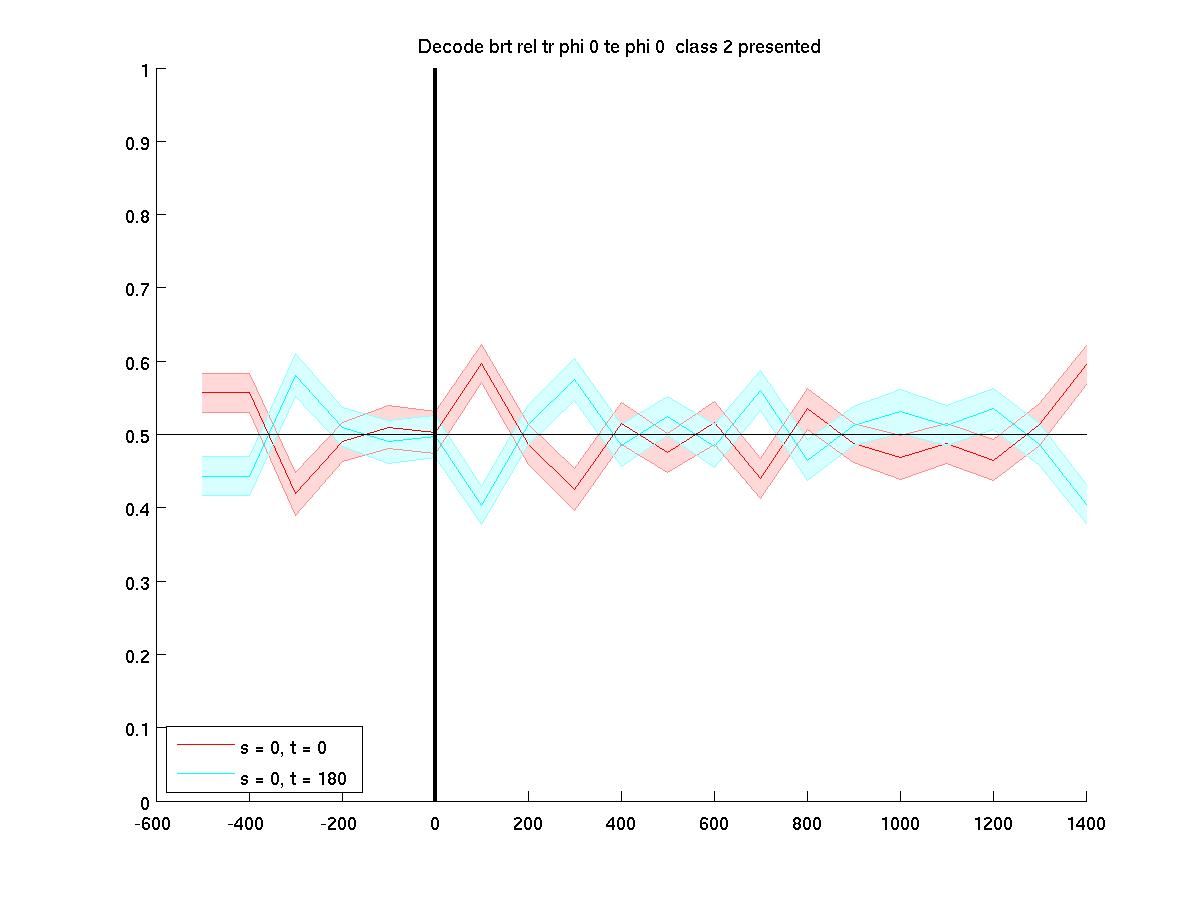 Decode brt rel tr phi 0 te phi 0  class 2 presented
1
0.9
0.8
0.7
0.6
0.5
0.4
0.3
0.2
0.1
0
s = 0, t = 0
s = 0, t = 180
-600 -400 -200 0 200 400 600 800 1000 1200 1400